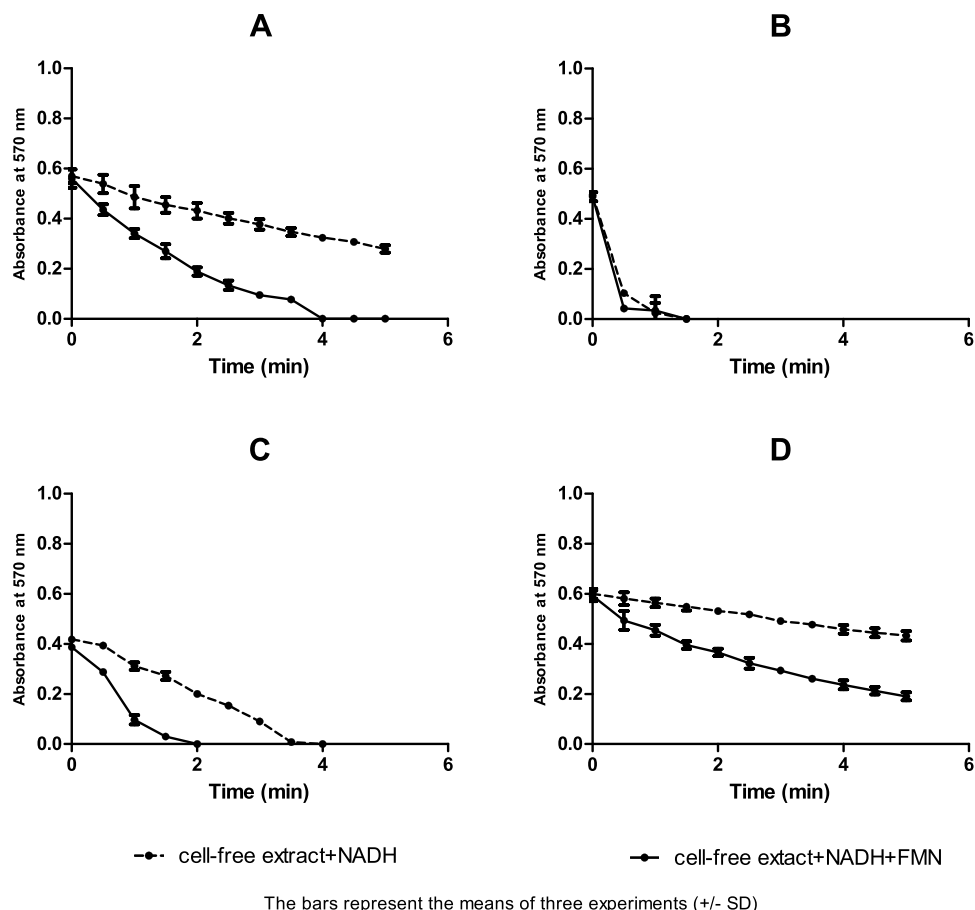 A
B
1.0
0.8
0.6
0.4
0.2
0.0
Absorbance at 570 nm
0 2 4 6
Time (min)
1.0
0.8
0.6
0.4
0.2
0.0
Absorbance at 570 nm
0 2 4 6
Time (min)
C
D
1.0
0.8
0.6
0.4
0.2
0.0
Absorbance at 570 nm
0 2 4 6
Time (min)
1.0
0.8
0.6
0.4
0.2
0.0
Absorbance at 570 nm
0 2 4 6
Time (min)
cell-free extract+NADH
cell-free extact+NADH+FMN
The bars represent the means of three experiments (+/- SD)